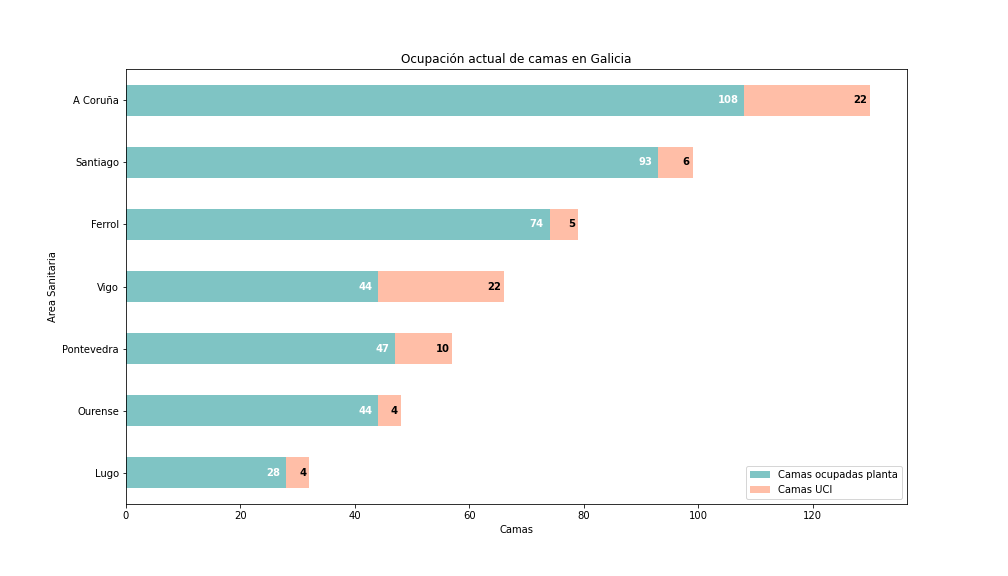 Ocupación actual de camas en Galicia
A Coruña 108 22
Santiago 93 6
Ferrol 74 5
Vigo 44 22
Pontevedra 47 10
Ourense 44 4
Lugo 28 4
Area Sanitaria
Camas ocupadas planta
Camas UCI
0 20 40 60 80 100 120
Camas